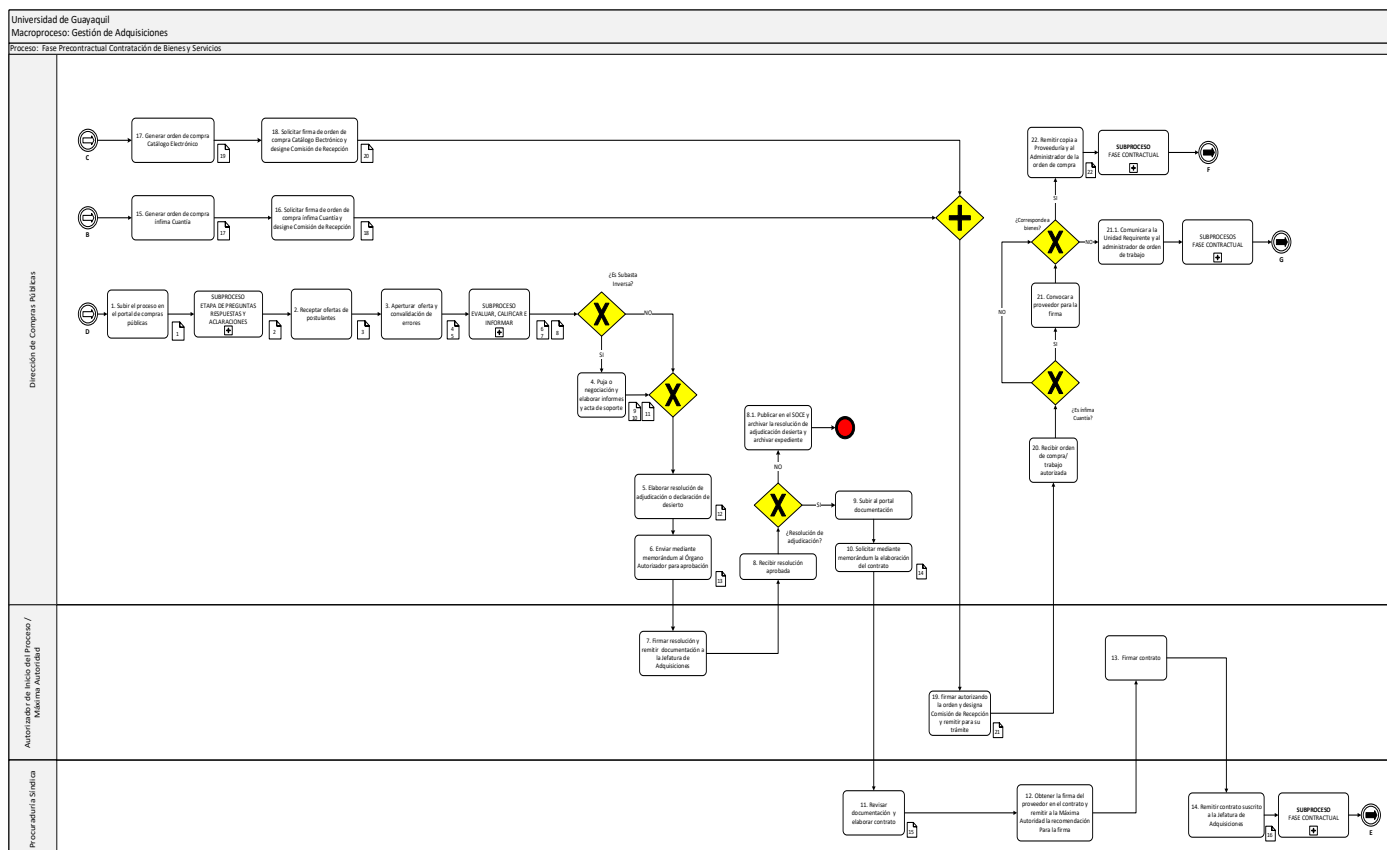 Universidad de Guayaquil
Macroproceso: Gestión de Adquisiciones
Proceso: Fase Precontractual Contratación de Bienes y Servicios
Dirección de Compras Públicas
C
17. Generar orden de compra
Catálogo Electrónico
19
18. Solicitar firma de orden de
compra Catálogo Electrónico y
designe Comisión de Recepción
20
22. Remitir copia a
Proveeduría y al
Administrador de la
orden de compra
22
SUBPROCESO
FASE CONTRACTUAL
F
SI
B
15. Generar orden de compra
ínfima Cuantía
17
16. Solicitar firma de orden de
compra ínfima Cuantía y
designe Comisión de Recepción
18
¿Corresponde a
bienes?
NO
21.1. Comunicar a la
Unidad Requirente y al
administrador de orden
de trabajo
SUBPROCESOS
FASE CONTRACTUAL
G
D
1. Subir el proceso en
el portal de compras
públicas
1
SUBPROCESO
ETAPA DE PREGUNTAS
RESPUESTAS Y
ACLARACIONES
2
2. Receptar ofertas de
postulantes
3
3. Aperturar oferta y
convalidación de
errores
4
5
SUBPROCESO
EVALUAR, CALIFICAR E
INFORMAR
6
7
8
¿Es Subasta
Inversa?
NO
SI
21. Convocar a
proveedor para la
firma
NO
SI
4. Puja o
negociación y
elaborar informes
y acta de soporte
9
10
11
¿Es ínfima
Cuantía?
8.1. Publicar en el SOCE y
archivar la resolución de
adjudicación desierta y
archivar expediente
NO
20. Recibir orden
de compra/
trabajo
autorizada
5. Elaborar resolución de
adjudicación o declaración de
desierto
12
SI
9. Subir al portal
documentación
¿Resolución de
adjudicación?
6. Enviar mediante
memorándum al Órgano
Autorizador para aprobación
13
8. Recibir resolución
aprobada
10. Solicitar mediante
memorándum la elaboración
del contrato
14
Autorizador de Inicio del Proceso /
Máxima Autoridad
7. Firmar resolución y
remitir documentación a
la Jefatura de
Adquisiciones
13. Firmar contrato
19. firmar autorizando
la orden y designa
Comisión de Recepción
y remitir para su
trámite
21
Procuraduría Síndica
11. Revisar
documentación y
elaborar contrato
15
12. Obtener la firma del
proveedor en el contrato y
remitir a la Máxima
Autoridad la recomendación
Para la firma
14. Remitir contrato suscrito
a la Jefatura de
Adquisiciones
16
SUBPROCESO
FASE CONTRACTUAL
E